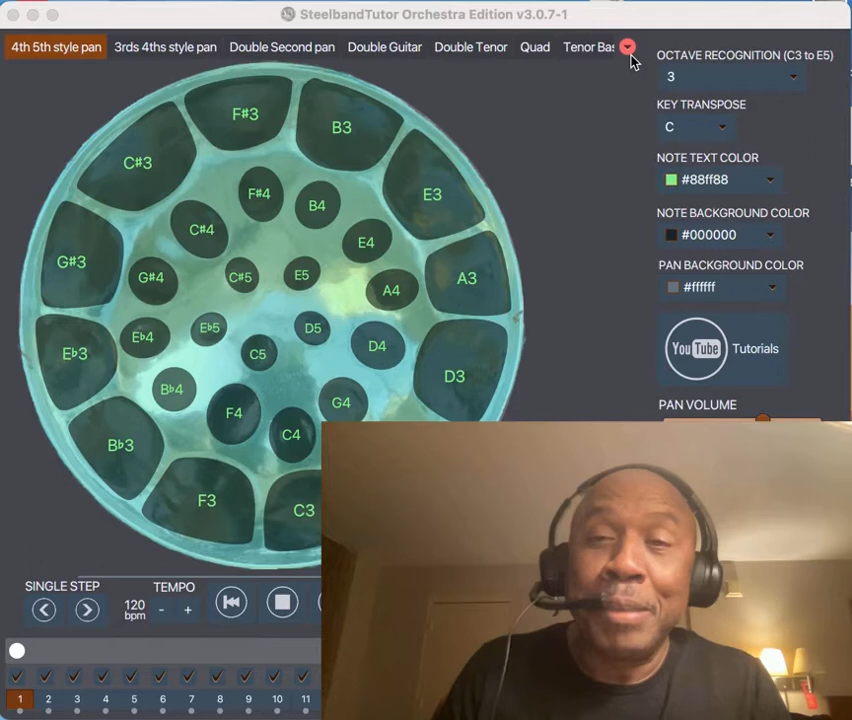 SteelbandTutor Orchestra Edition v3.0.7-1
4th 5th style pan
3rds 4ths style pan
Double Second pan
Double Guitar
Double Tenor
Quad
Tenor Bas
OCTAVE RECOGNITION (C3 to E5)
3
KEY TRANSPOSE
C
NOTE TEXT COLOR
#88ff88
NOTE BACKGROUND COLOR
#000000
PAN BACKGROUND COLOR
#ffffff
YouTube Tutorials
PAN VOLUME
F#3
B3
C#3
E3
F#4
B4
C#4
E4
G#3
G#4
C#5
E5
A4
A3
E♭3
E♭4
E♭5
D5
D4
C5
D3
B♭4
F4
G4
C4
B♭3
F3
C3
SINGLE STEP
TEMPO
120 bpm
-
+
1 2 3 4 5 6 7 8 9 10 11